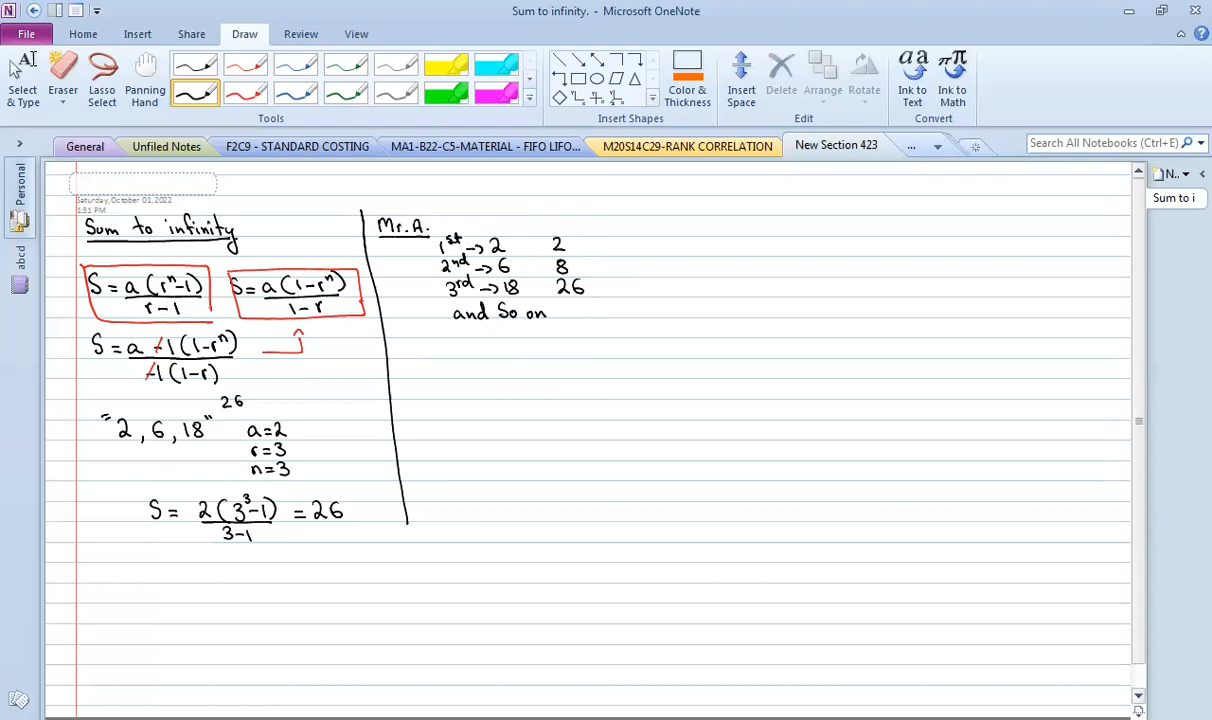 Sum to infinity. - Microsoft OneNote
File Home Insert Share Draw Review View
Select & Type
Eraser
Lasso Select
Panning Hand
Color & Thickness
Insert Space
Delete
Arrange
Rotate
Ink to Text
Ink to Math
Tools
Insert Shapes
Edit
Convert
General
Unfiled Notes
F2C9 - STANDARD COSTING
MA1-B22-C5-MATERIAL - FIFO LIFO...
M20S14C29-RANK CORRELATION
New Section 423
...
Search All Notebooks (Ctrl+E)
Personal
abcd
N..
Sum to i
Saturday, October 01, 2022
1:31 PM
Sum to infinity
S = a (rⁿ-1) / r-1
S = a (1-rⁿ) / 1-r
S = a -1(1-rⁿ) / -1(1-r)
26
"2, 6, 18"
a=2
r=3
n=3
S = 2(3³-1) / 3-1 = 26
Mr. A.
1st → 2 2
2nd → 6 8
3rd → 18 26
and So on